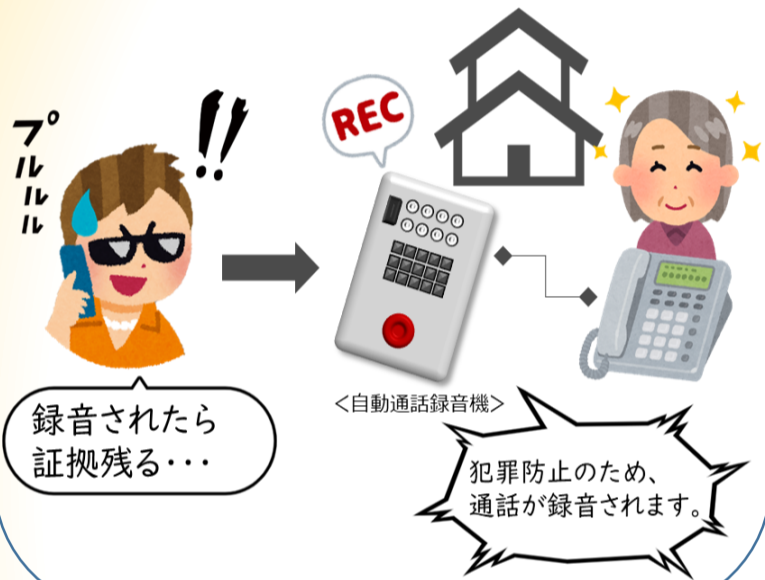 プルルル
!!
REC
<自動通話録音機>
録音されたら
証拠残る・・・
犯罪防止のため、
通話が録音されます。